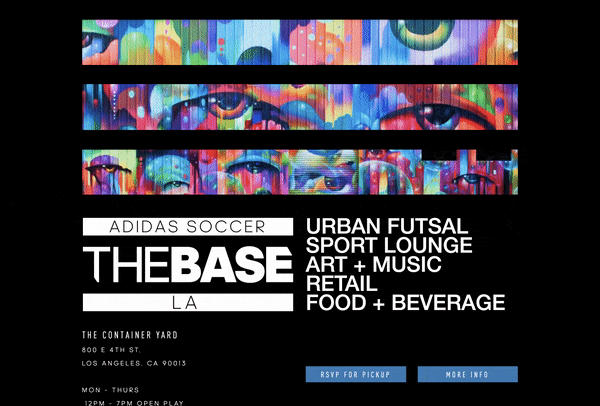 ADIDAS SOCCER
THEBASE
LA
URBAN FUTSAL
SPORT LOUNGE
ART + MUSIC
RETAIL
FOOD + BEVERAGE
THE CONTAINER YARD
800 E 4TH ST,
LOS ANGELES, CA 90013
MON - THURS
12PM - 7PM OPEN PLAY
RSVP FOR PICKUP
MORE INFO